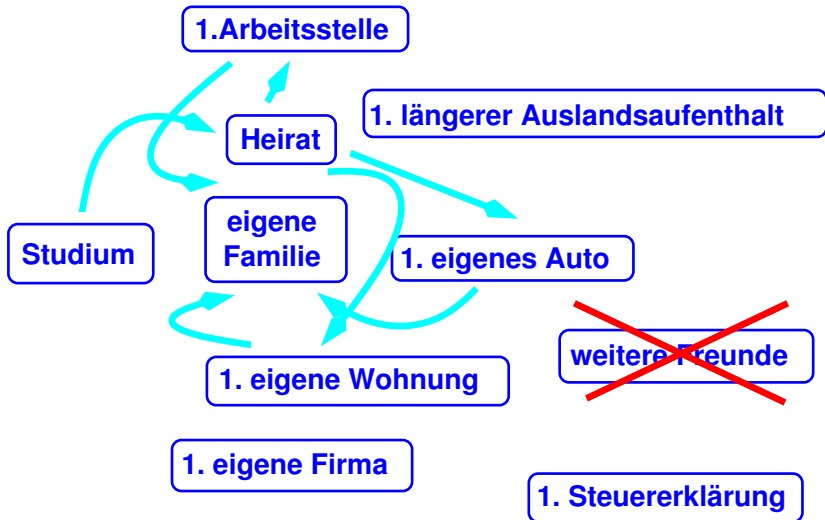 1.Arbeitsstelle
1. längerer Auslandsaufenthalt
Heirat
eigene
Familie
Studium
1. eigenes Auto
weitere Freunde
1. eigene Wohnung
1. eigene Firma
1. Steuererklärung